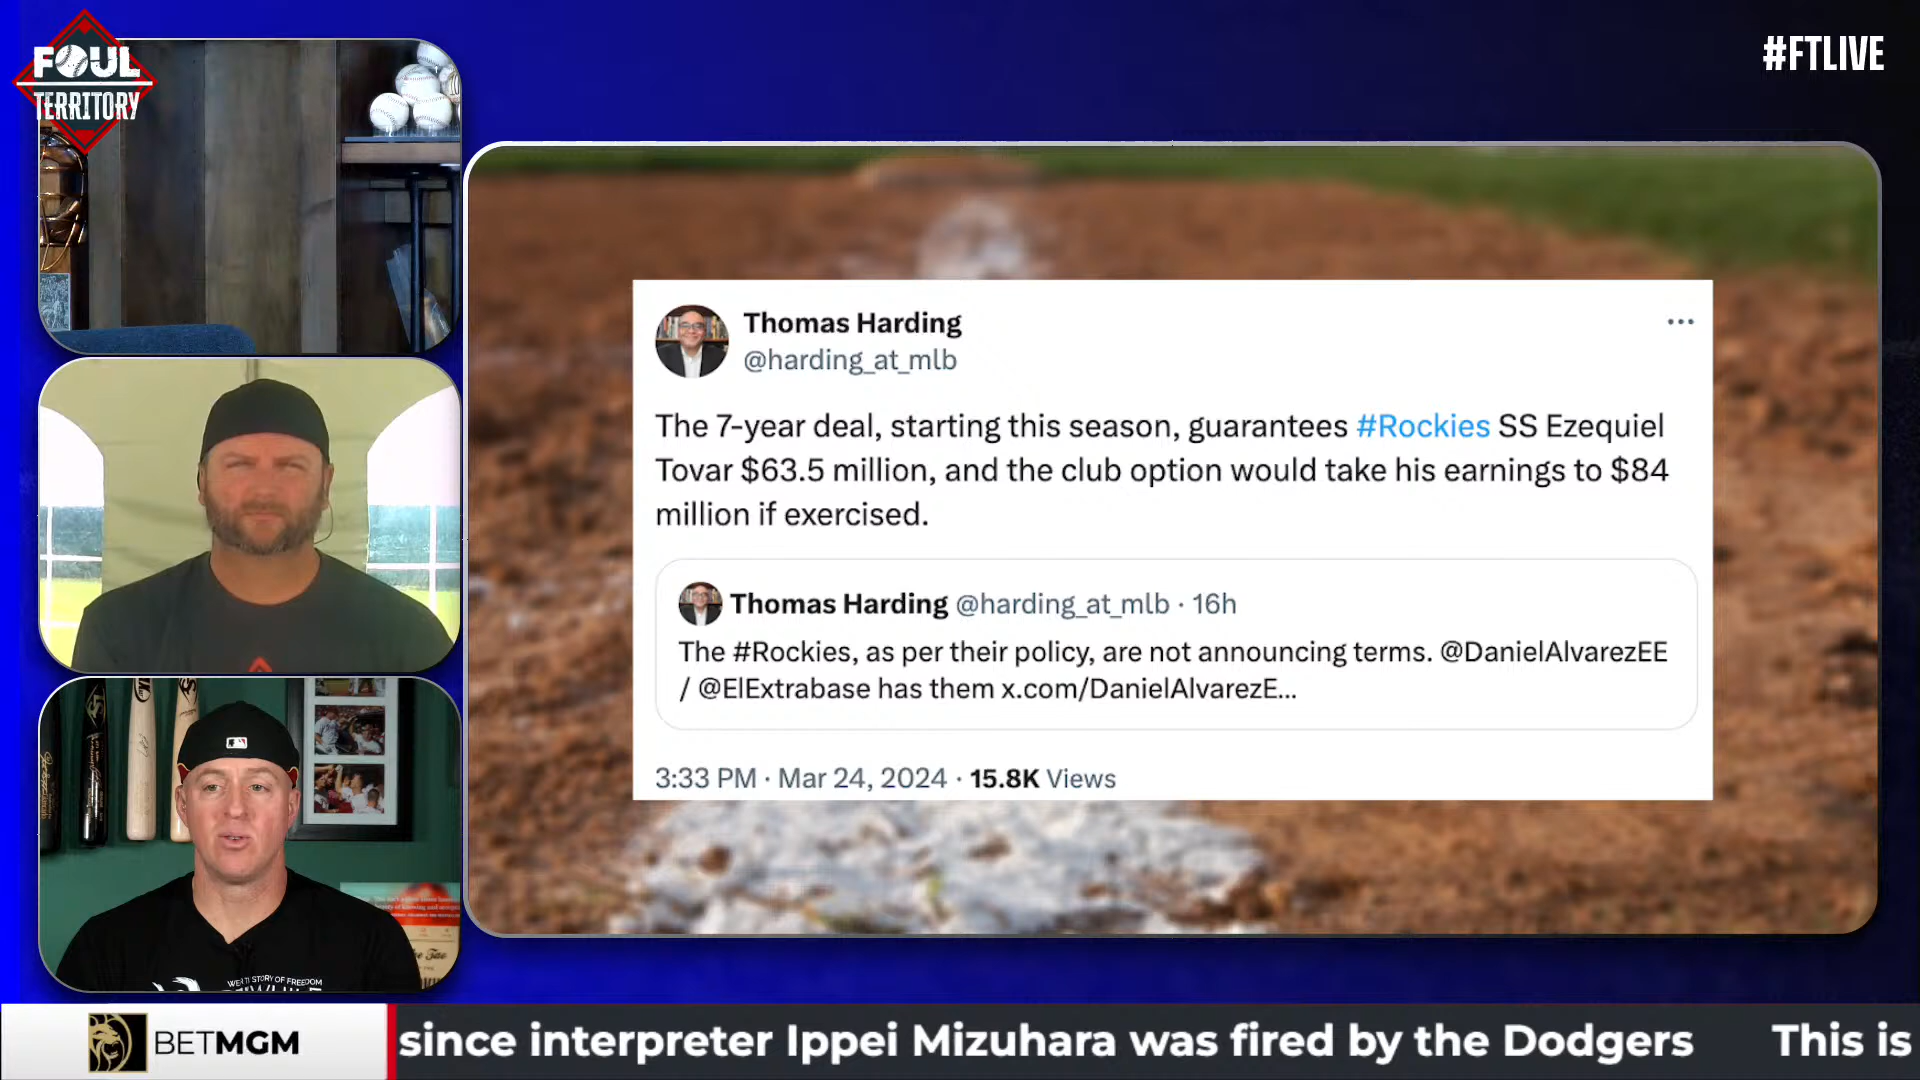 FOUL
TERRITORY
#FTLIVE
Thomas Harding
@harding_at_mlb
The 7-year deal, starting this season, guarantees #Rockies SS Ezequiel
Tovar $63.5 million, and the club option would take his earnings to $84
million if exercised.
Thomas Harding @harding_at_mlb · 16h
The #Rockies, as per their policy, are not announcing terms. @DanielAlvarezEE
/ @ElExtrabase has them x.com/DanielAlvarezE...
3:33 PM · Mar 24, 2024 · 15.8K Views
STORY OF FREEDOM
BETMGM
since interpreter Ippei Mizuhara was fired by the Dodgers
This is